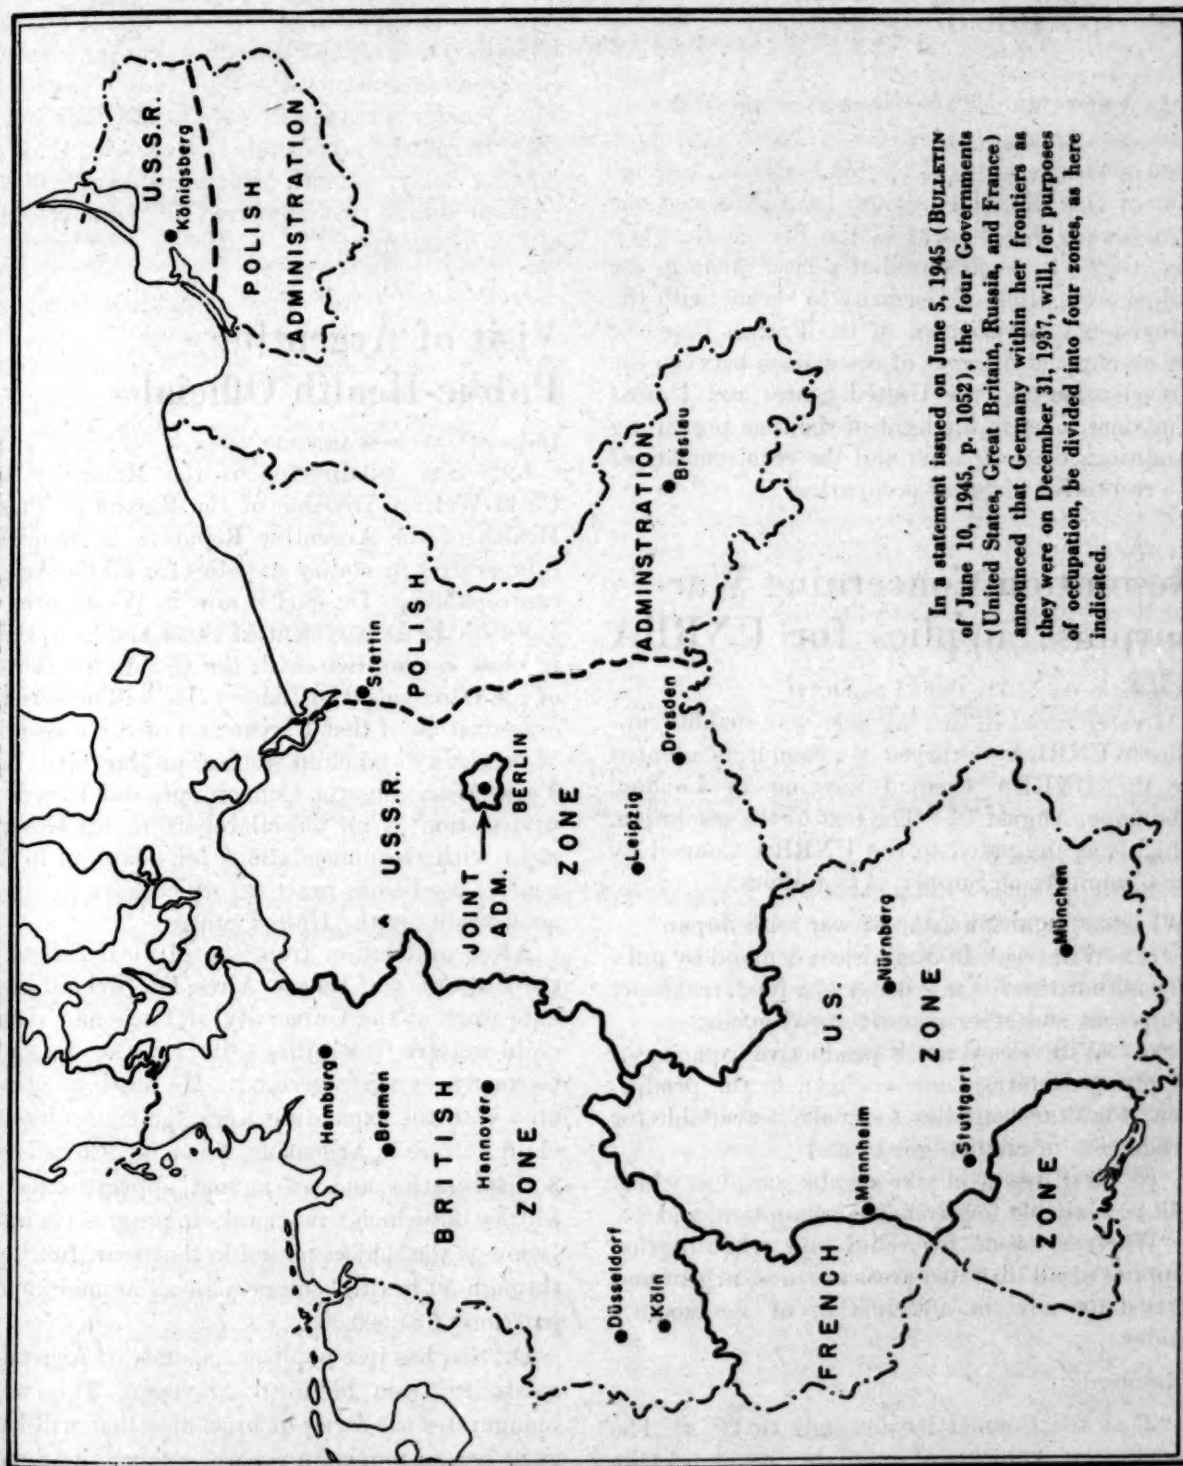 U.S.S.R.
Königsberg
POLISH
ADMINISTRATION
Stettin
POLISH
ADMINSTRATION
Breslau
Hamburg
Bremen
BRITISH
Hannover
ZONE
U.S.S.R.
JOINT
ADM.
BERLIN
ZONE
Leipzig
Dresden
Düsseldorf
Köln
FRENCH
Mannheim
U.S.
Nürnberg
ZONE
Stuttgart
ZONE
München
In a statement issued on June 5, 1945 (BULLETIN
of June 10, 1945, p. 1052), the four Governments
(United States, Great Britain, Russia, and France)
announced that Germany within her frontiers as
they were on December 31, 1937, will, for purposes
of occupation, be divided into four zones, as here
indicated.